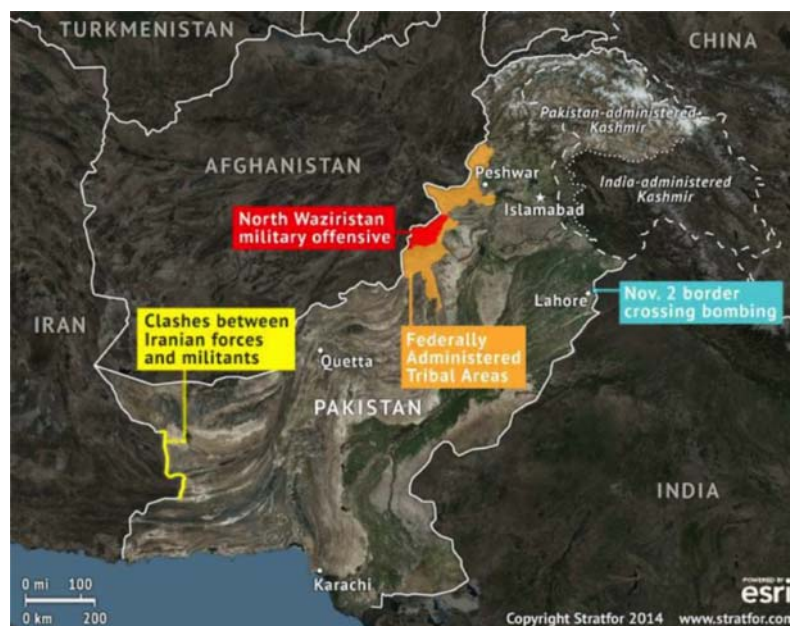 TURKMENISTAN
CHINA
Pakistan-administered
Kashmir
AFGHANISTAN
Peshwar
India-administered
Kashmir
Islamabad
North Waziristan
military offensive
Lahore
Nov. 2 border
crossing bombing
IRAN
Clashes between
Iranian forces
and militants
Federally
Administered
Tribal Areas
Quetta
PAKISTAN
INDIA
Karachi
0 mi 100
0 km 200
POWERED BY
esri
Copyright Stratfor 2014 www.stratfor.com